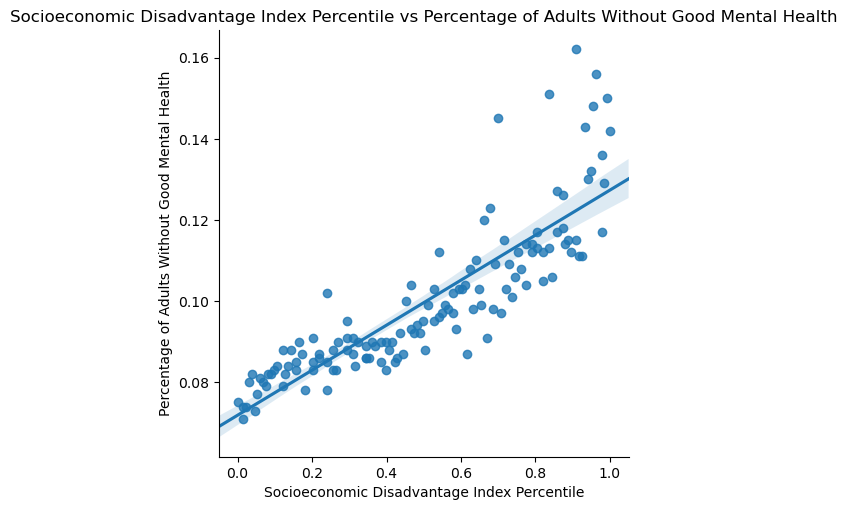 Socioeconomic Disadvantage Index Percentile vs Percentage of Adults Without Good Mental Health
Percentage of Adults Without Good Mental Health
0.16
0.14
0.12
0.10
0.08
0.0 0.2 0.4 0.6 0.8 1.0
Socioeconomic Disadvantage Index Percentile